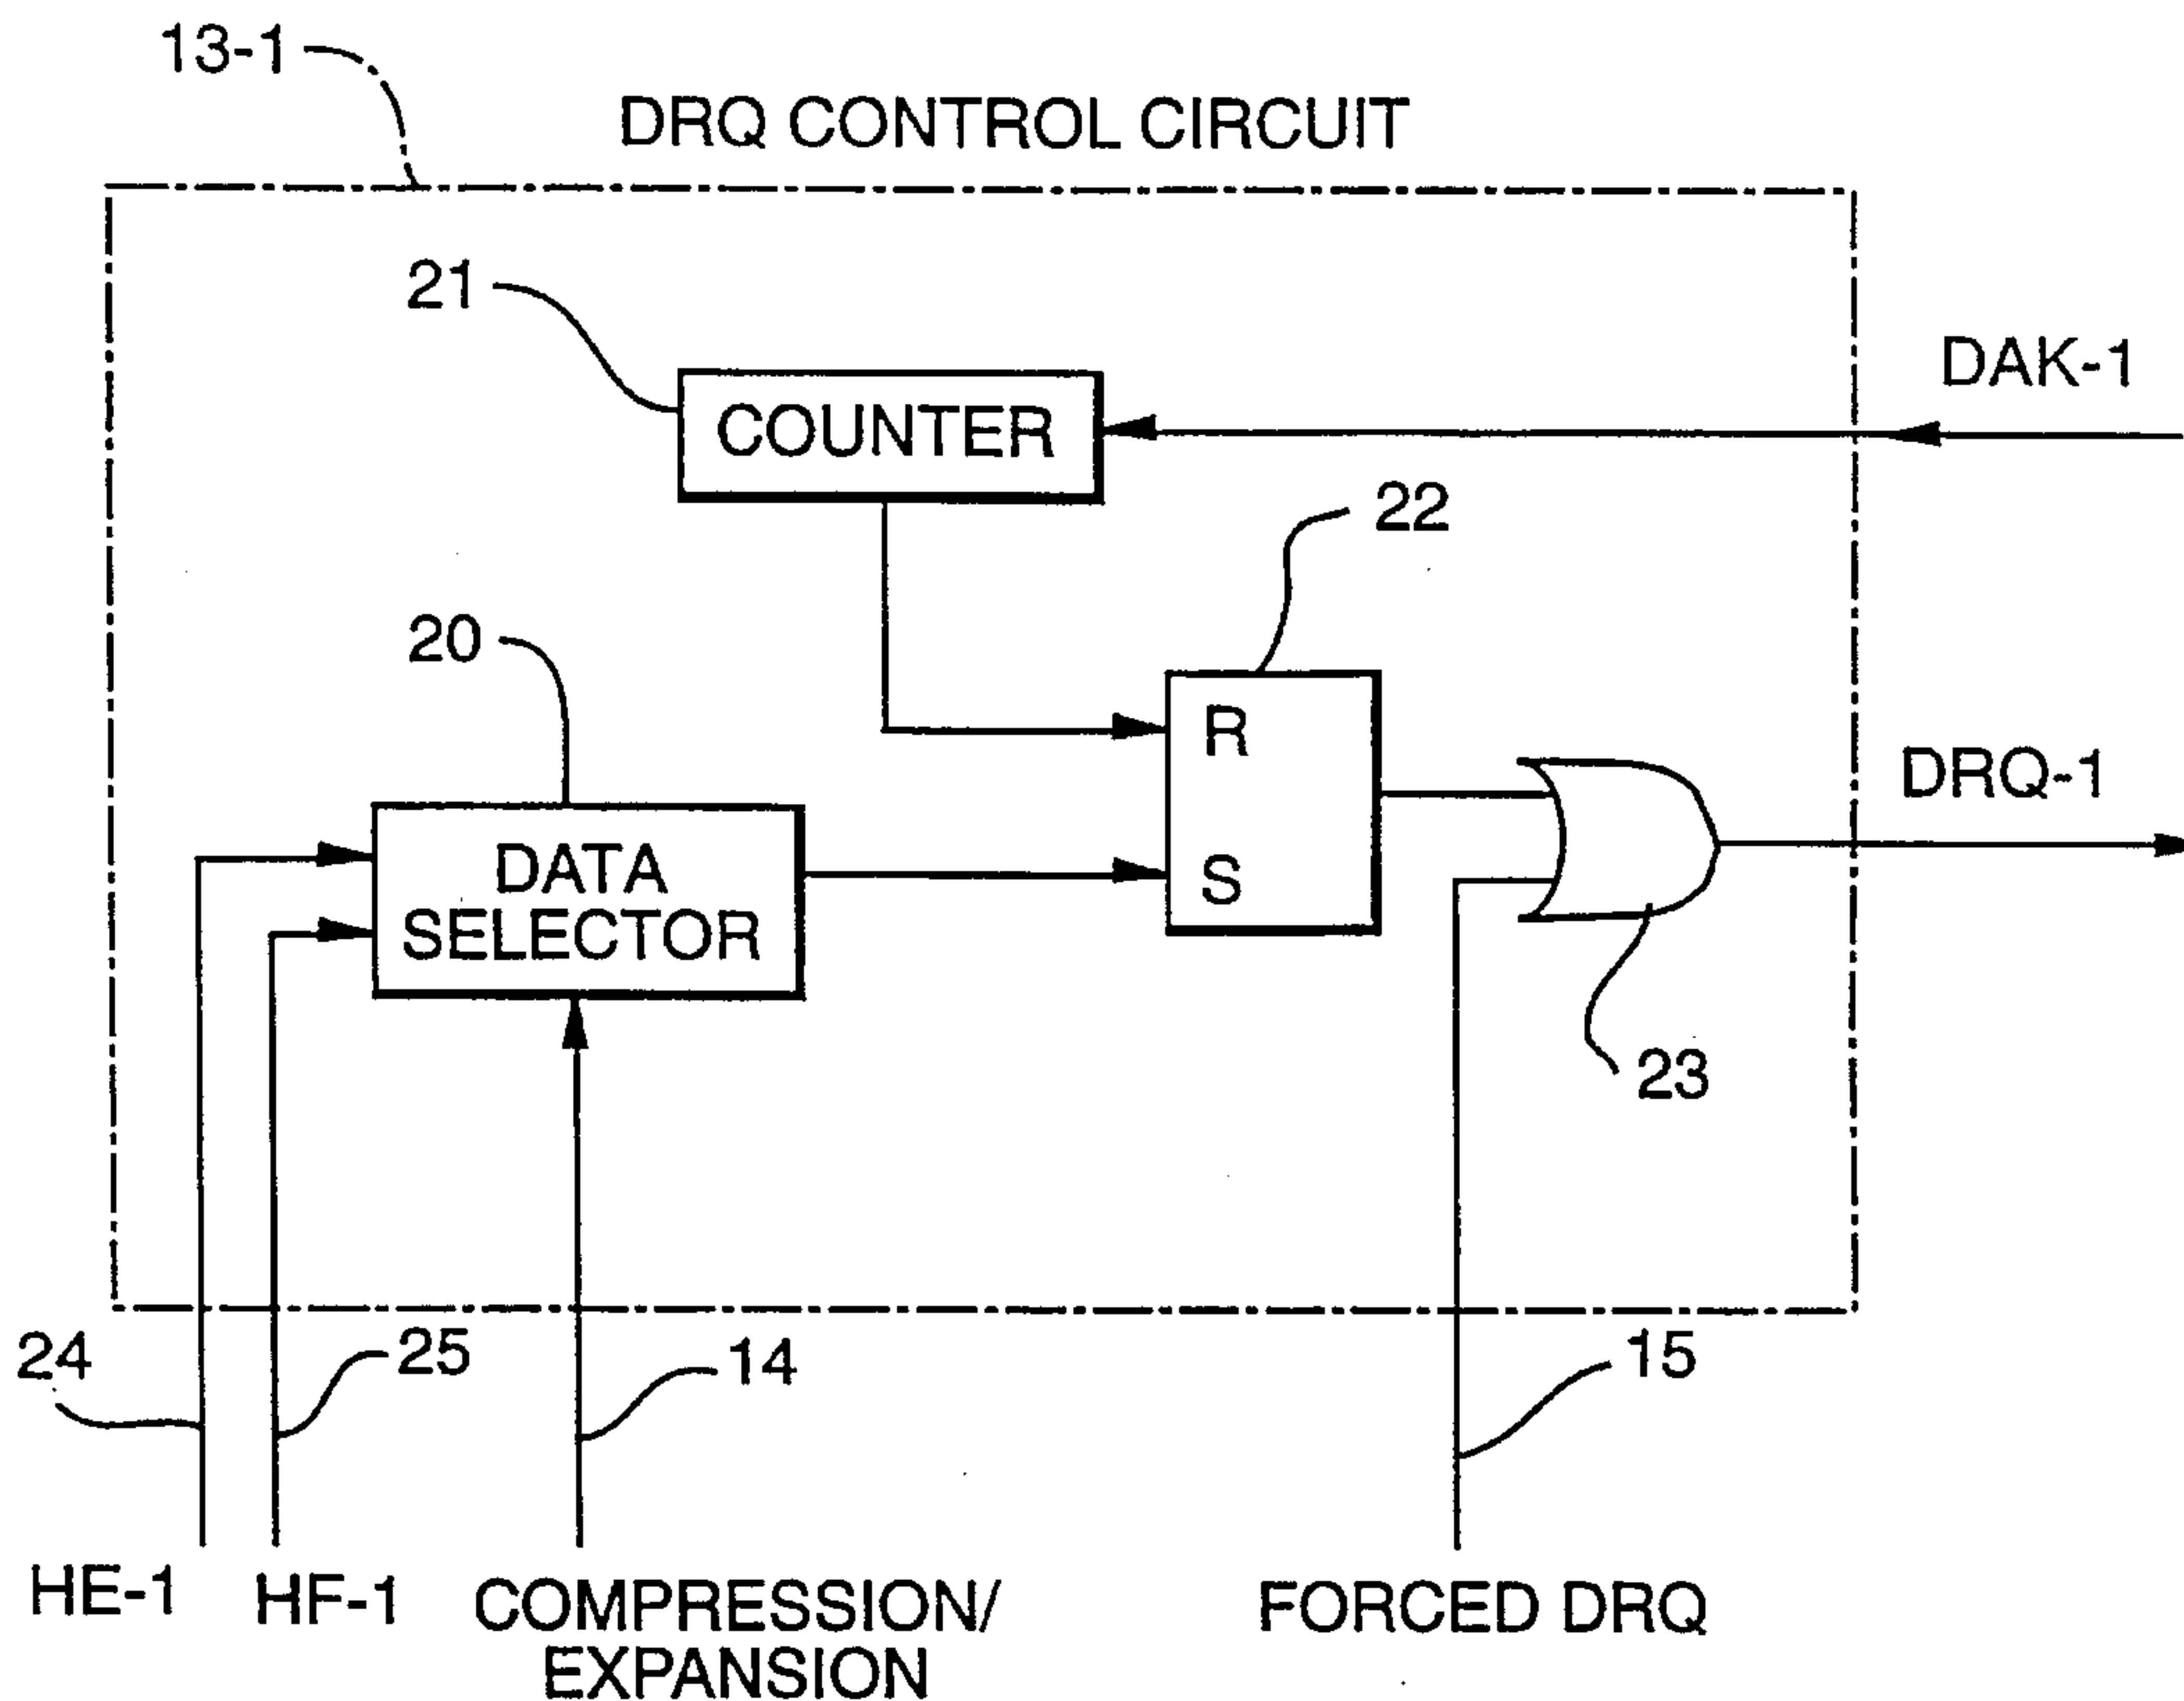 13-1
DRQ CONTROL CIRCUIT
21
COUNTER
DAK-1
22
20
R
S
DRQ-1
DATA
SELECTOR
23
24
25
14
15
HE-1
HF-1
COMPRESSION/
EXPANSION
FORCED DRQ